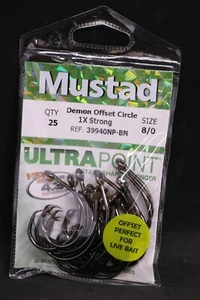 Mustad
Demon Offset Circle
QTY
25
1X Strong
SIZE
8/0
REF. 39940NP-BN
ULTRAPOINT
OFFSET
PERFECT
FOR
LIVE BAIT